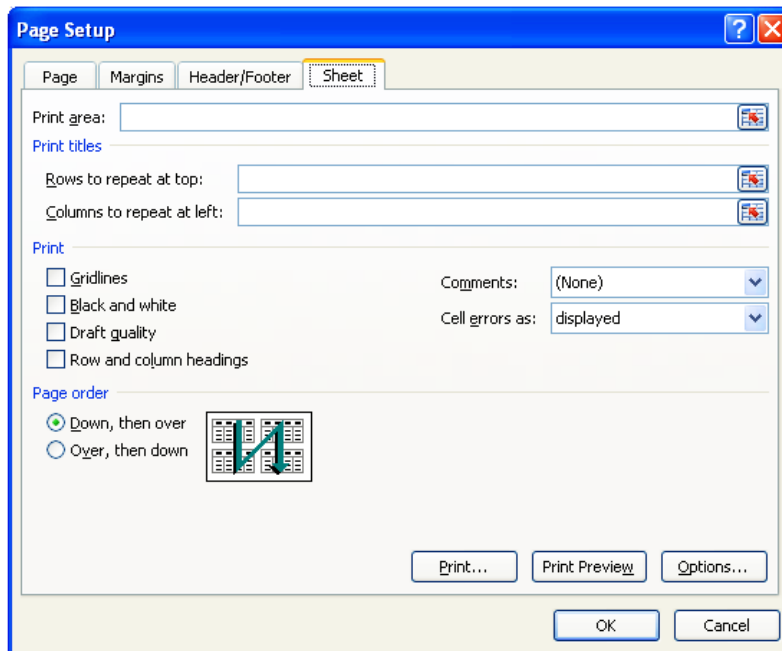 Page Setup
Page Margins Header/Footer Sheet
Print area:
Print titles
Rows to repeat at top:
Columns to repeat at left:
Print
Gridlines Comments: (None)
Black and white Cell errors as: displayed
Draft quality
Row and column headings
Page order
Down, then over
Over, then down
Print... Print Preview Options...
OK Cancel